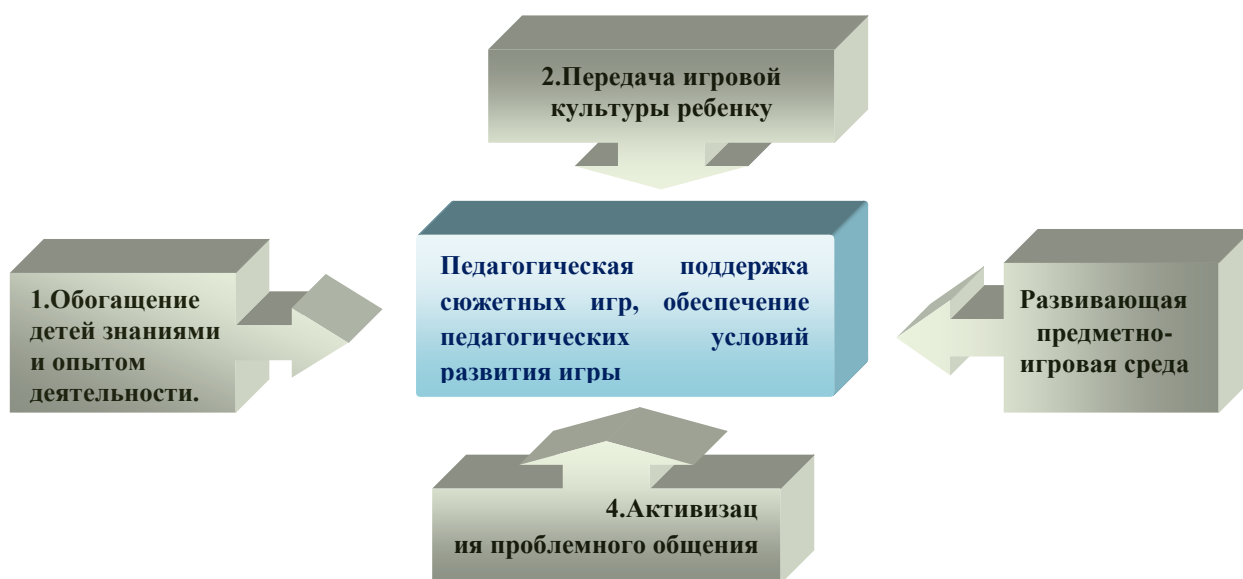 2.Передача игровой
культуры ребенку
1.Обогащение
детей знаниями
и опытом
деятельности.
Педагогическая поддержка
сюжетных игр, обеспечение
педагогических условий
развития игры
Развивающая
предметно-
игровая среда
4.Активизац
ия проблемного общения